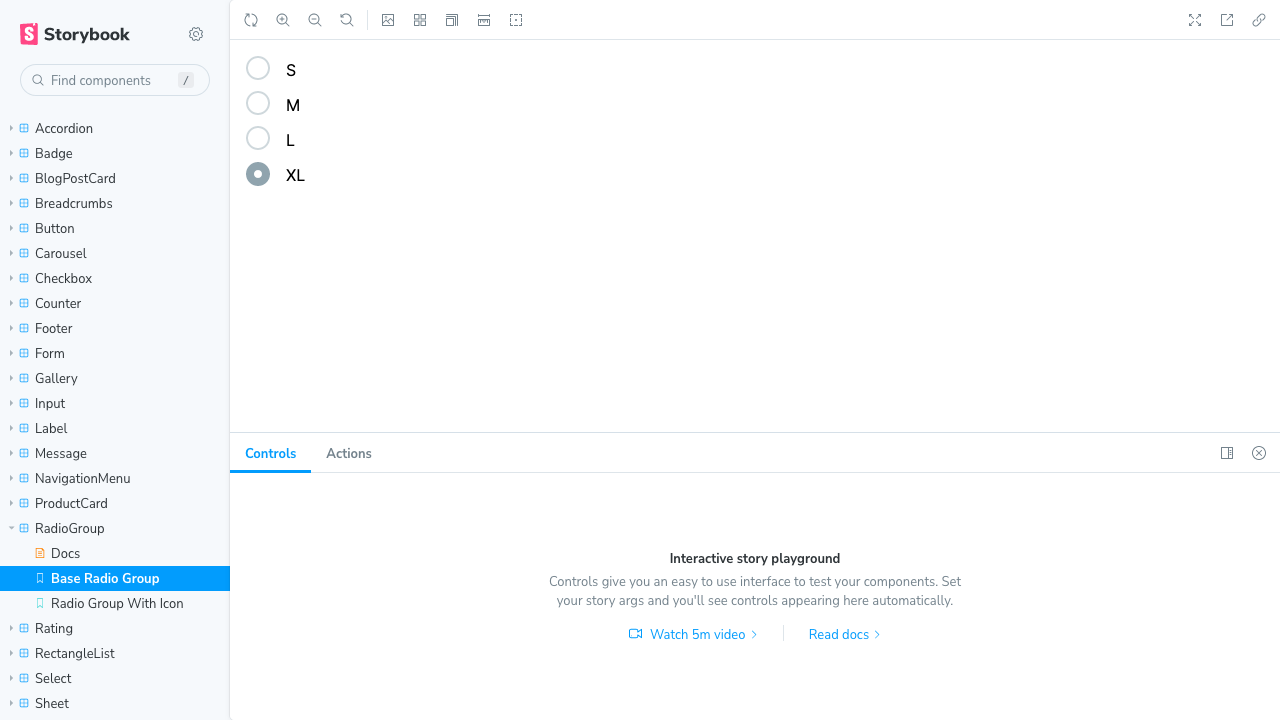 Storybook
Find components
/
Accordion
Badge
BlogPostCard
Breadcrumbs
Button
Carousel
Checkbox
Counter
Footer
Form
Gallery
Input
Label
Message
NavigationMenu
ProductCard
RadioGroup
Docs
Base Radio Group
Radio Group With Icon
Rating
RectangleList
Select
Sheet
S
M
L
XL
Controls
Actions
Interactive story playground
Controls give you an easy to use interface to test your components. Set
your story args and you'll see controls appearing here automatically.
Watch 5m video
Read docs